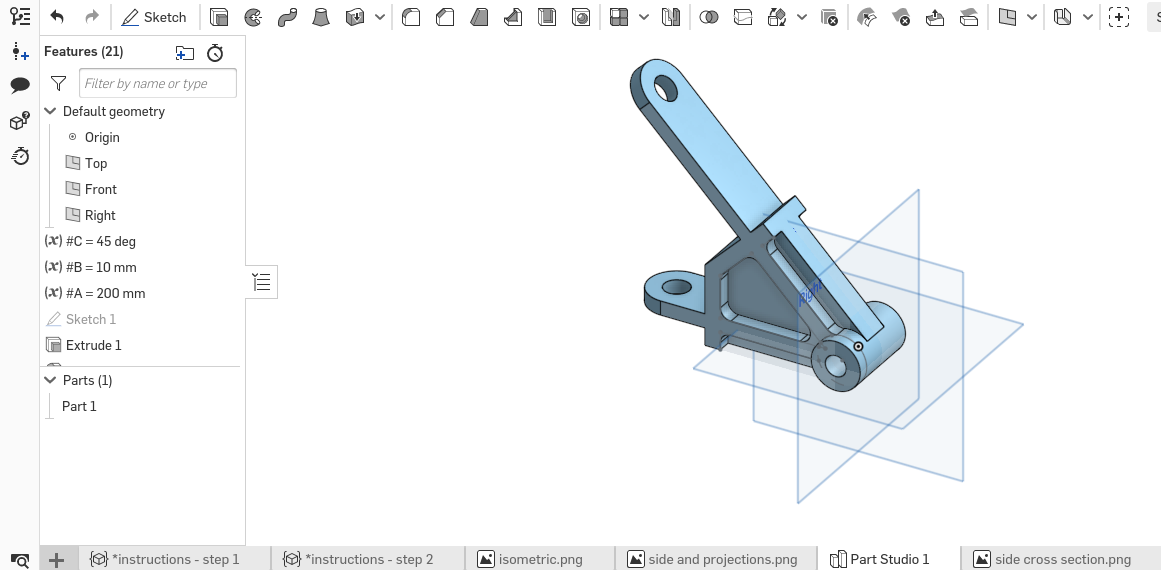 Sketch
S
Features (21)
Filter by name or type
Default geometry
Origin
Top
Front
Right
(x) #C = 45 deg
(x) #B = 10 mm
(x) #A = 200 mm
Sketch 1
Extrude 1
Parts (1)
Part 1
Right
*instructions - step 1
*instructions - step 2
isometric.png
side and projections.png
Part Studio 1
side cross section.png